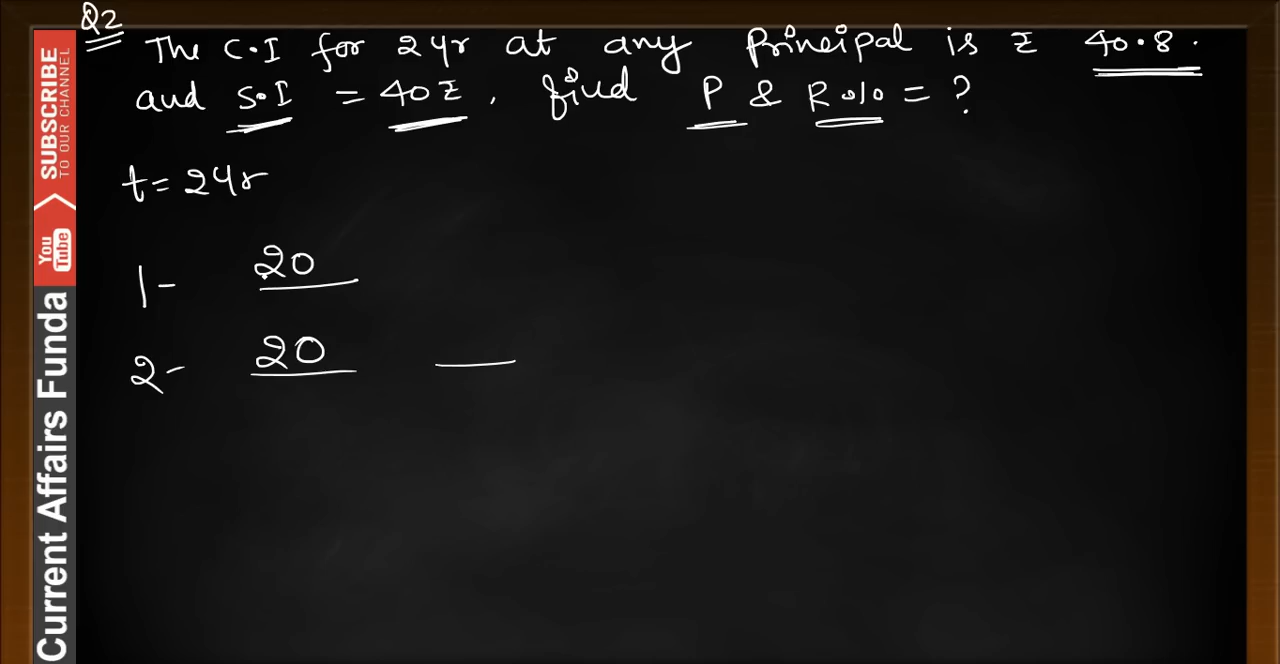 Q2
The C.I for 2yr at any Principal is ₹ 40.8.
and S.I = 40₹, find P & R% = ?
t = 2yr
1- 20
2- 20
SUBSCRIBE
TO OUR CHANNEL
You Tube
Current Affairs Funda